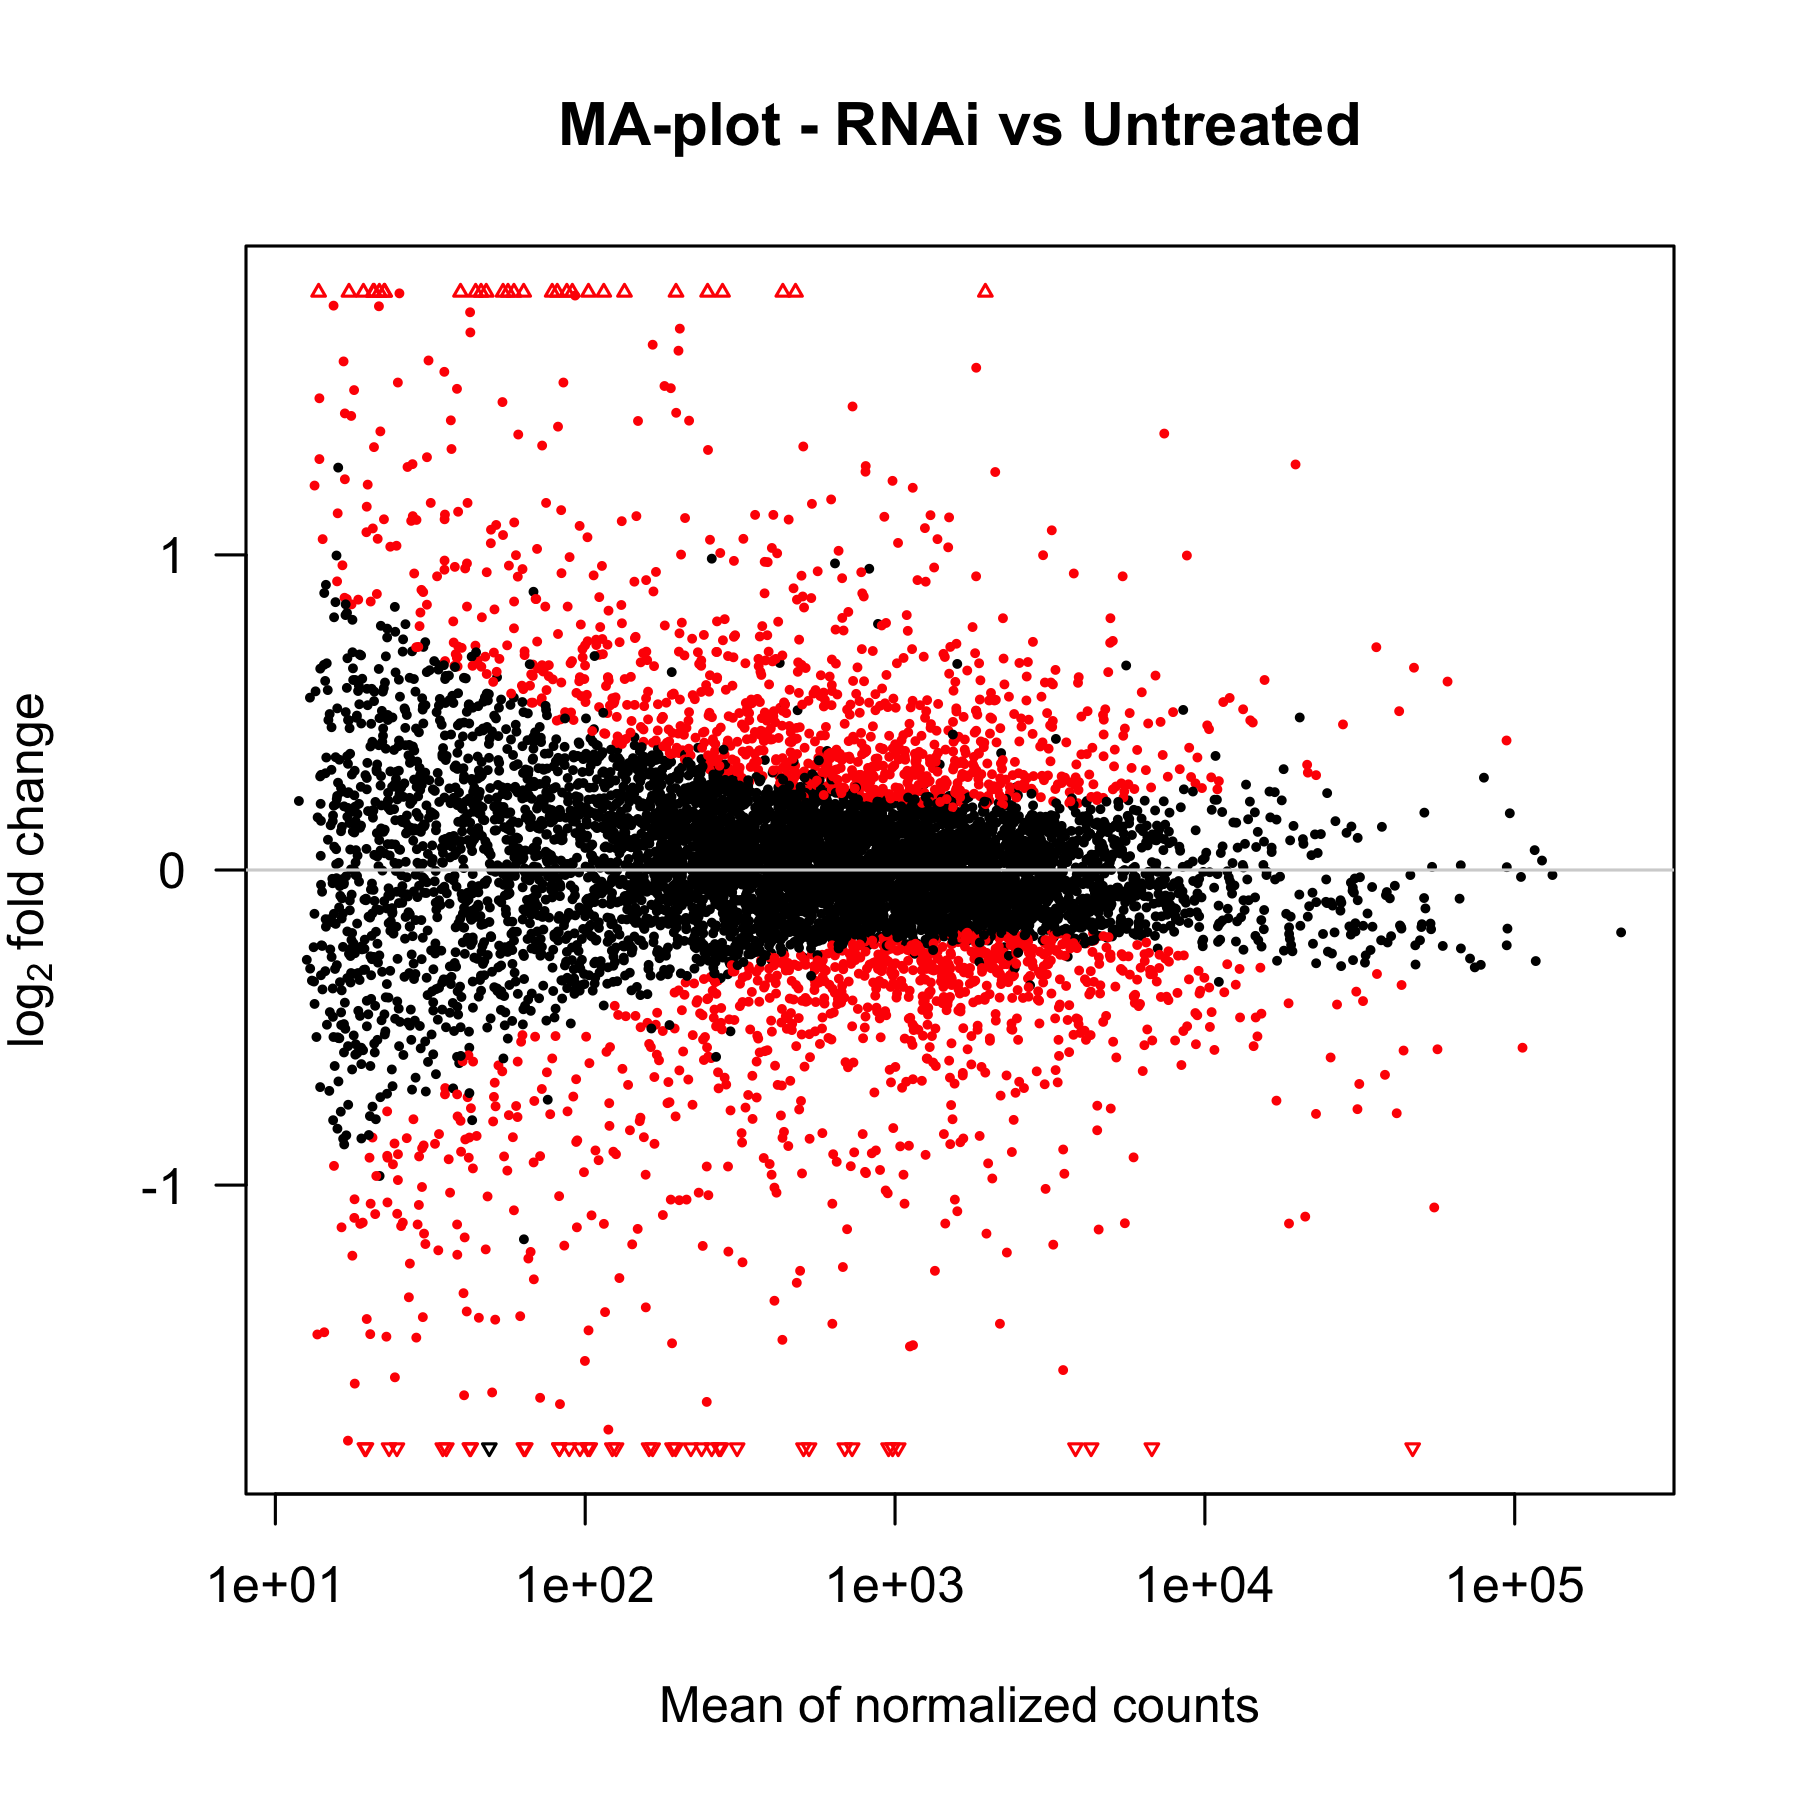 MA-plot - RNAi vs Untreated
log2 fold change
1
0
-1
1e+01 1e+02 1e+03 1e+04 1e+05
Mean of normalized counts